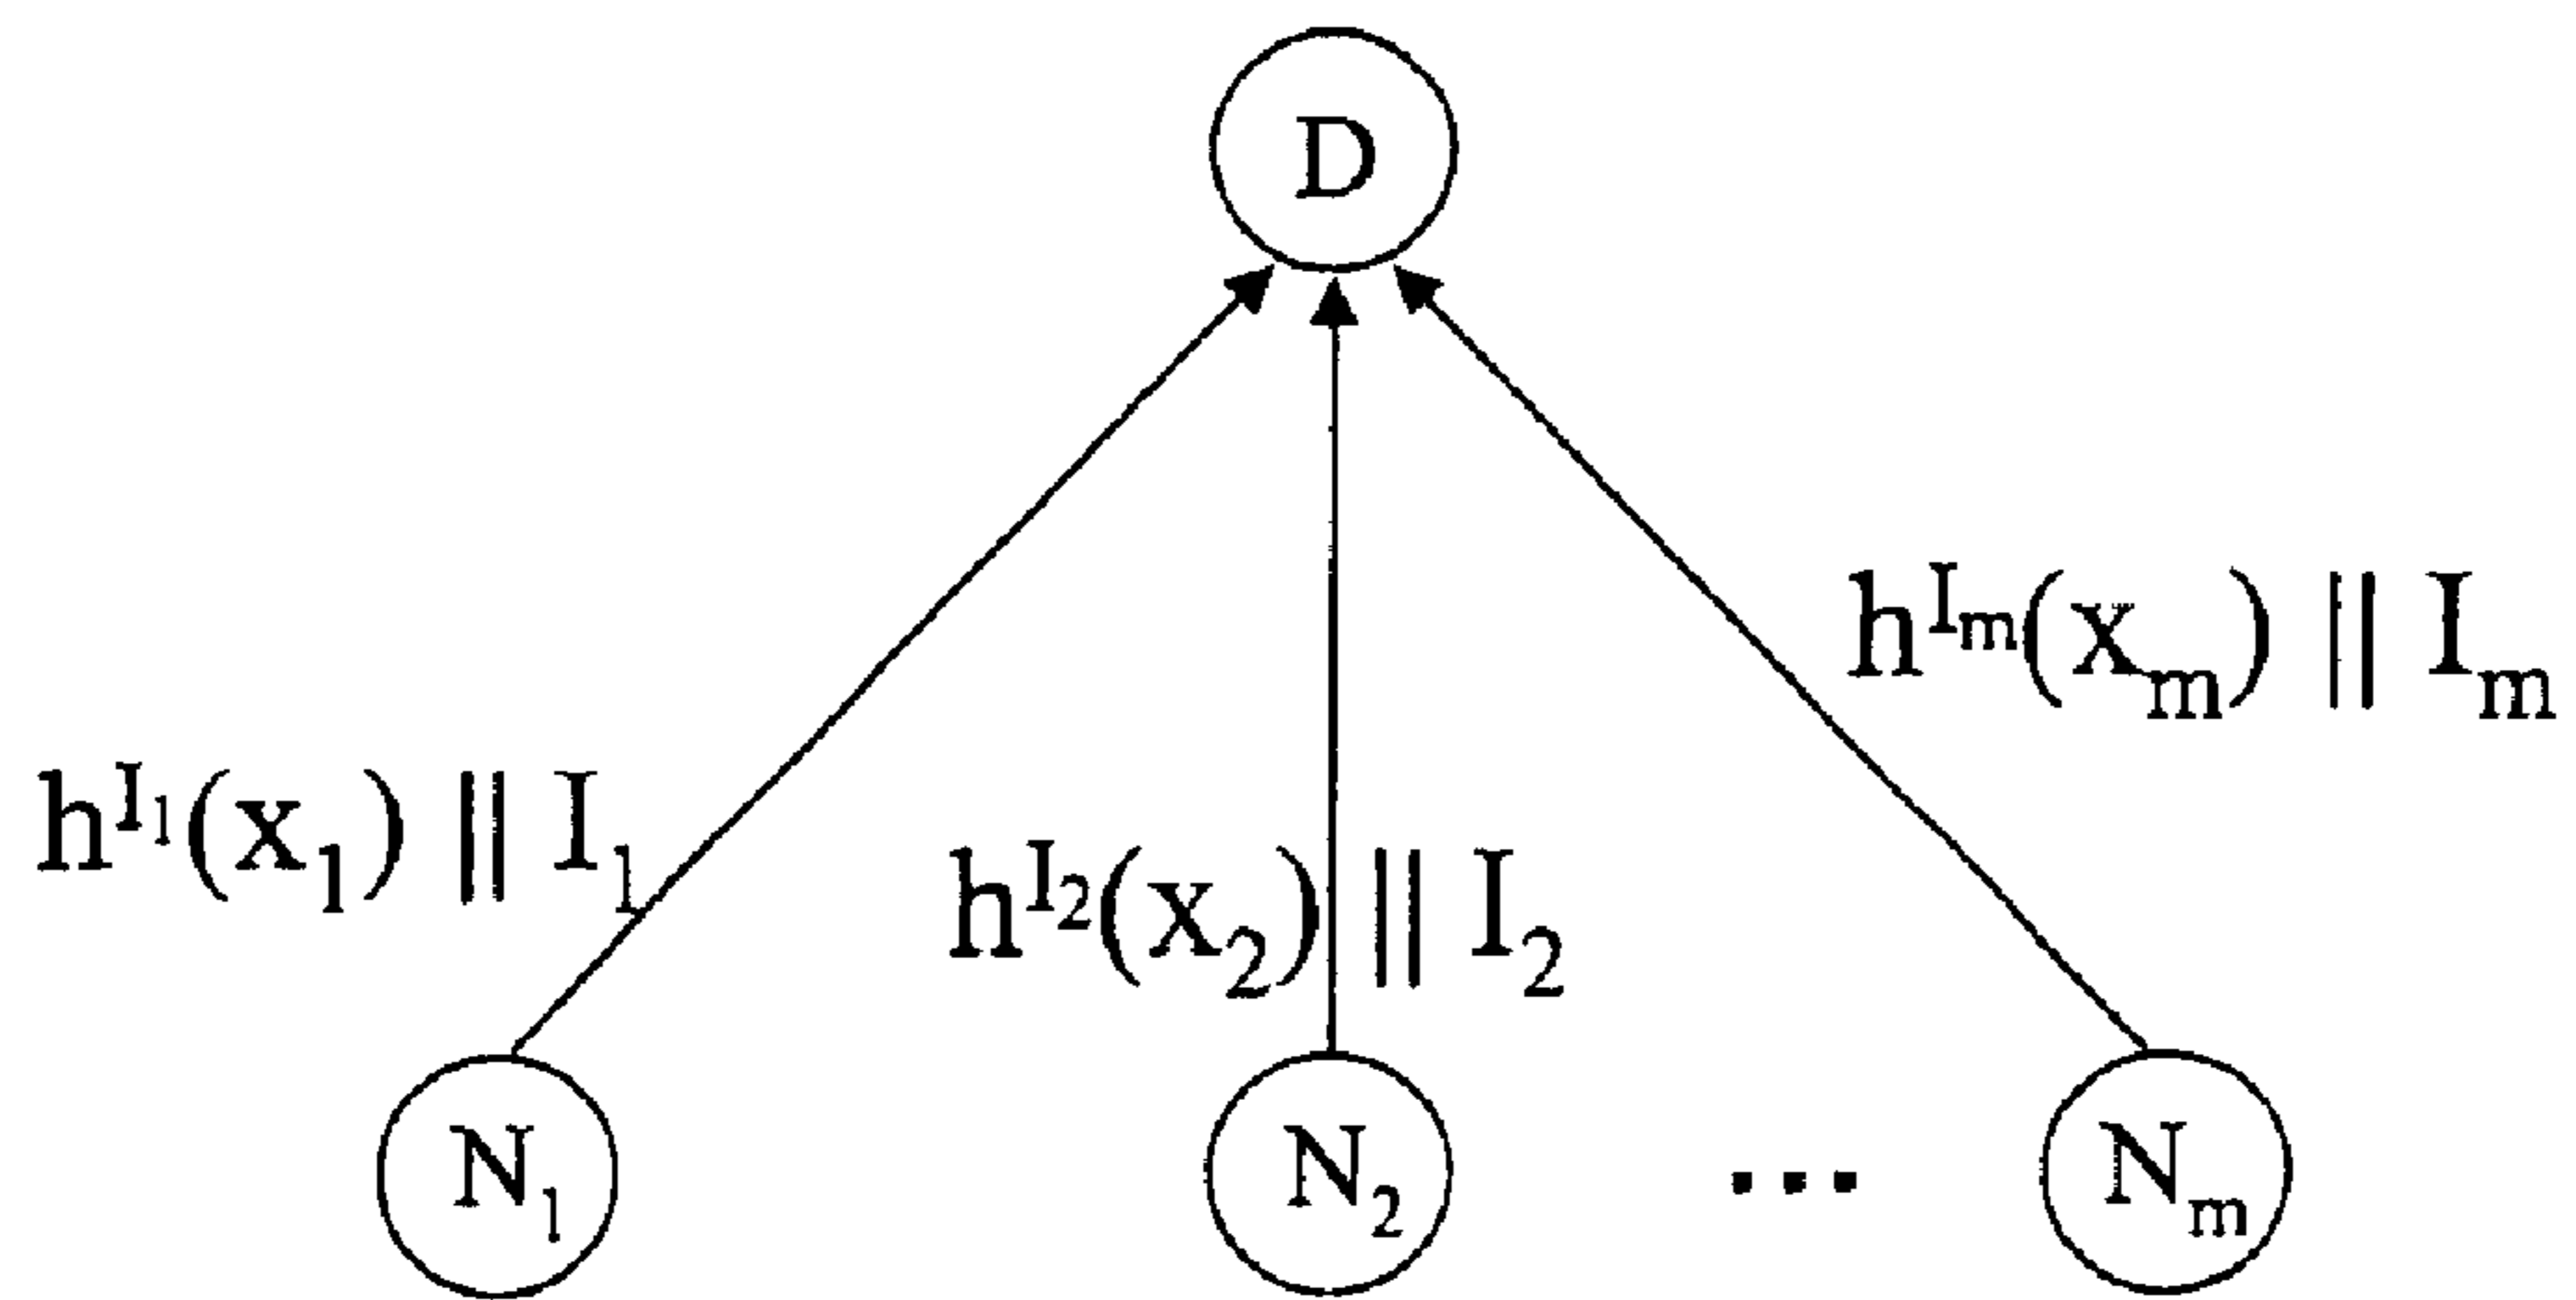 D
h^{I_m}(x_m) || I_m
h^{I_1}(x_1) || I_1
h^{I_2}(x_2) || I_2
N_1 N_2 ... N_m